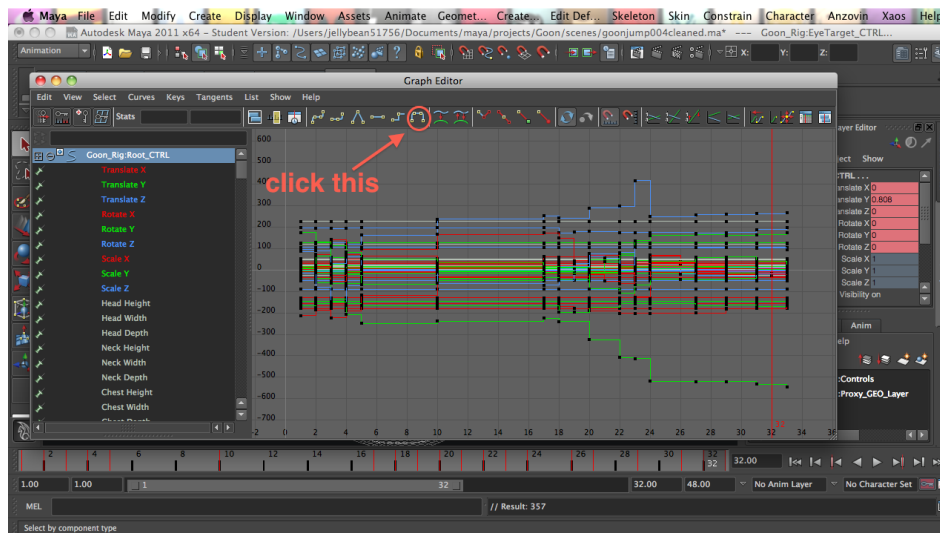 Maya File Edit Modify Create Display Window Assets Animate Geomet... Create... Edit Def... Skeleton Skin Constrain Character Anzovin Xaos Help
Autodesk Maya 2011 x64 – Student Version: /Users/jellybean51756/Documents/maya/projects/Goon/scenes/goonjump004cleaned.ma* --- Goon_Rig:EyeTarget_CTRL...
Animation X: Y: Z:
Graph Editor
Edit View Select Curves Keys Tangents List Show Help
Stats
click this
Goon_Rig:Root_CTRL
Translate X
Translate Y
Translate Z
Rotate X
Rotate Y
Rotate Z
Scale X
Scale Y
Scale Z
Head Height
Head Width
Head Depth
Neck Height
Neck Width
Neck Depth
Chest Height
Chest Width
Chest Depth
600
500
400
300
200
100
0
-100
-200
-300
-400
-500
-600
-700
-2 0 2 4 6 8 10 12 14 16 18 20 22 24 26 28 30 32 34 36
ayer Editor
ect Show
CTRL...
anslate X 0
anslate Y 0.808
anslate Z 0
Rotate X 0
Rotate Y 0
Rotate Z 0
Scale X 1
Scale Y 1
Scale Z 1
Visibility on
Anim
elp
:Controls
:Proxy_GEO_Layer
2 4 6 8 10 12 14 16 18 20 22 24 26 28 30 32
32 32.00
1.00 1.00 1 32 32.00 48.00 No Anim Layer No Character Set
MEL // Result: 357
Select by component type